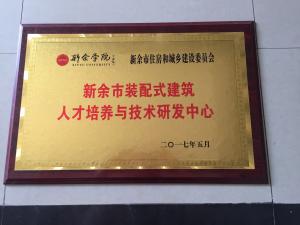 新余学院 新余市住房和城乡建设委员会
XINYU UNIVERSITY
新余市装配式建筑
人才培养与技术研发中心
二〇一七年五月